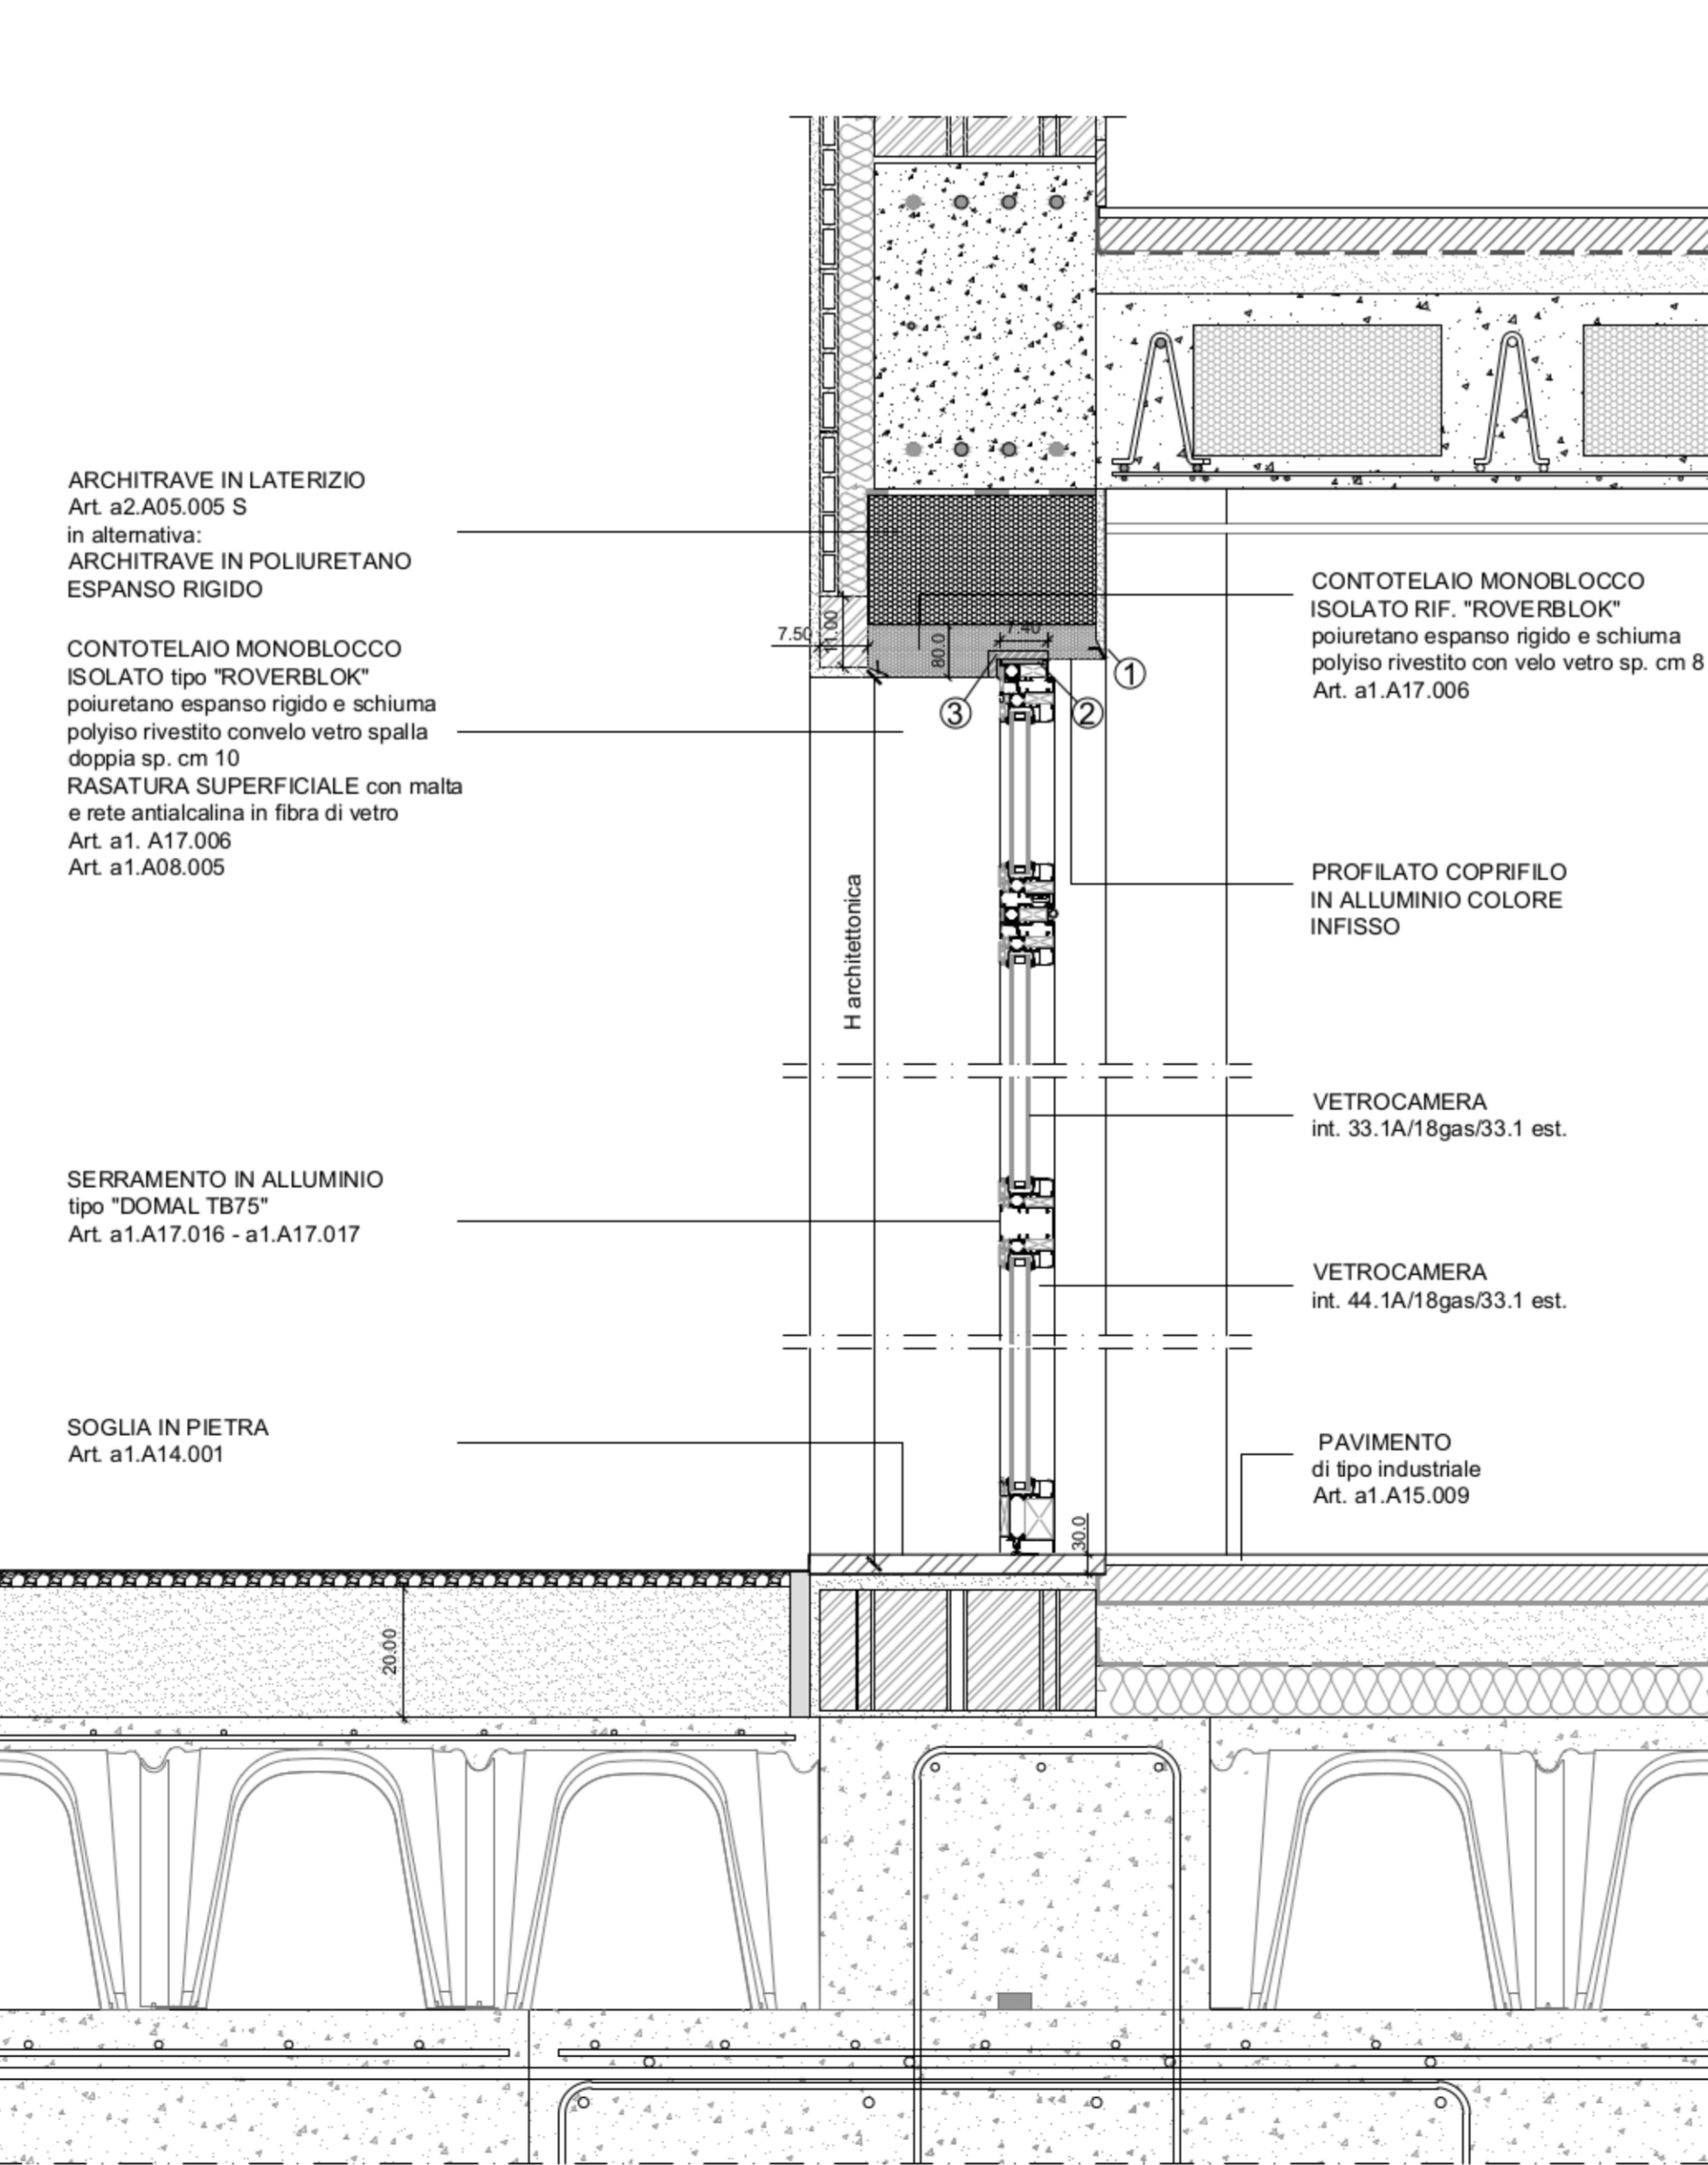 ARCHITRAVE IN LATERIZIO
Art. a2.A05.005 S
in alternativa:
ARCHITRAVE IN POLIURETANO
ESPANSO RIGIDO
CONTOTELAIO MONOBLOCCO
ISOLATO tipo "ROVERBLOK"
poiuretano espanso rigido e schiuma
polyiso rivestito convelo vetro spalla
doppia sp. cm 10
RASATURA SUPERFICIALE con malta
e rete antialcalina in fibra di vetro
Art. a1. A17.006
Art. a1.A08.005
SERRAMENTO IN ALLUMINIO
tipo "DOMAL TB75"
Art. a1.A17.016 - a1.A17.017
SOGLIA IN PIETRA
Art. a1.A14.001
20.00
7.50
11.00
80.0
7.40
1
2
3
H architettonica
30.0
CONTOTELAIO MONOBLOCCO
ISOLATO RIF. "ROVERBLOK"
poiuretano espanso rigido e schiuma
polyiso rivestito con velo vetro sp. cm 8
Art. a1.A17.006
PROFILATO COPRIFILO
IN ALLUMINIO COLORE
INFISSO
VETROCAMERA
int. 33.1A/18gas/33.1 est.
VETROCAMERA
int. 44.1A/18gas/33.1 est.
PAVIMENTO
di tipo industriale
Art. a1.A15.009